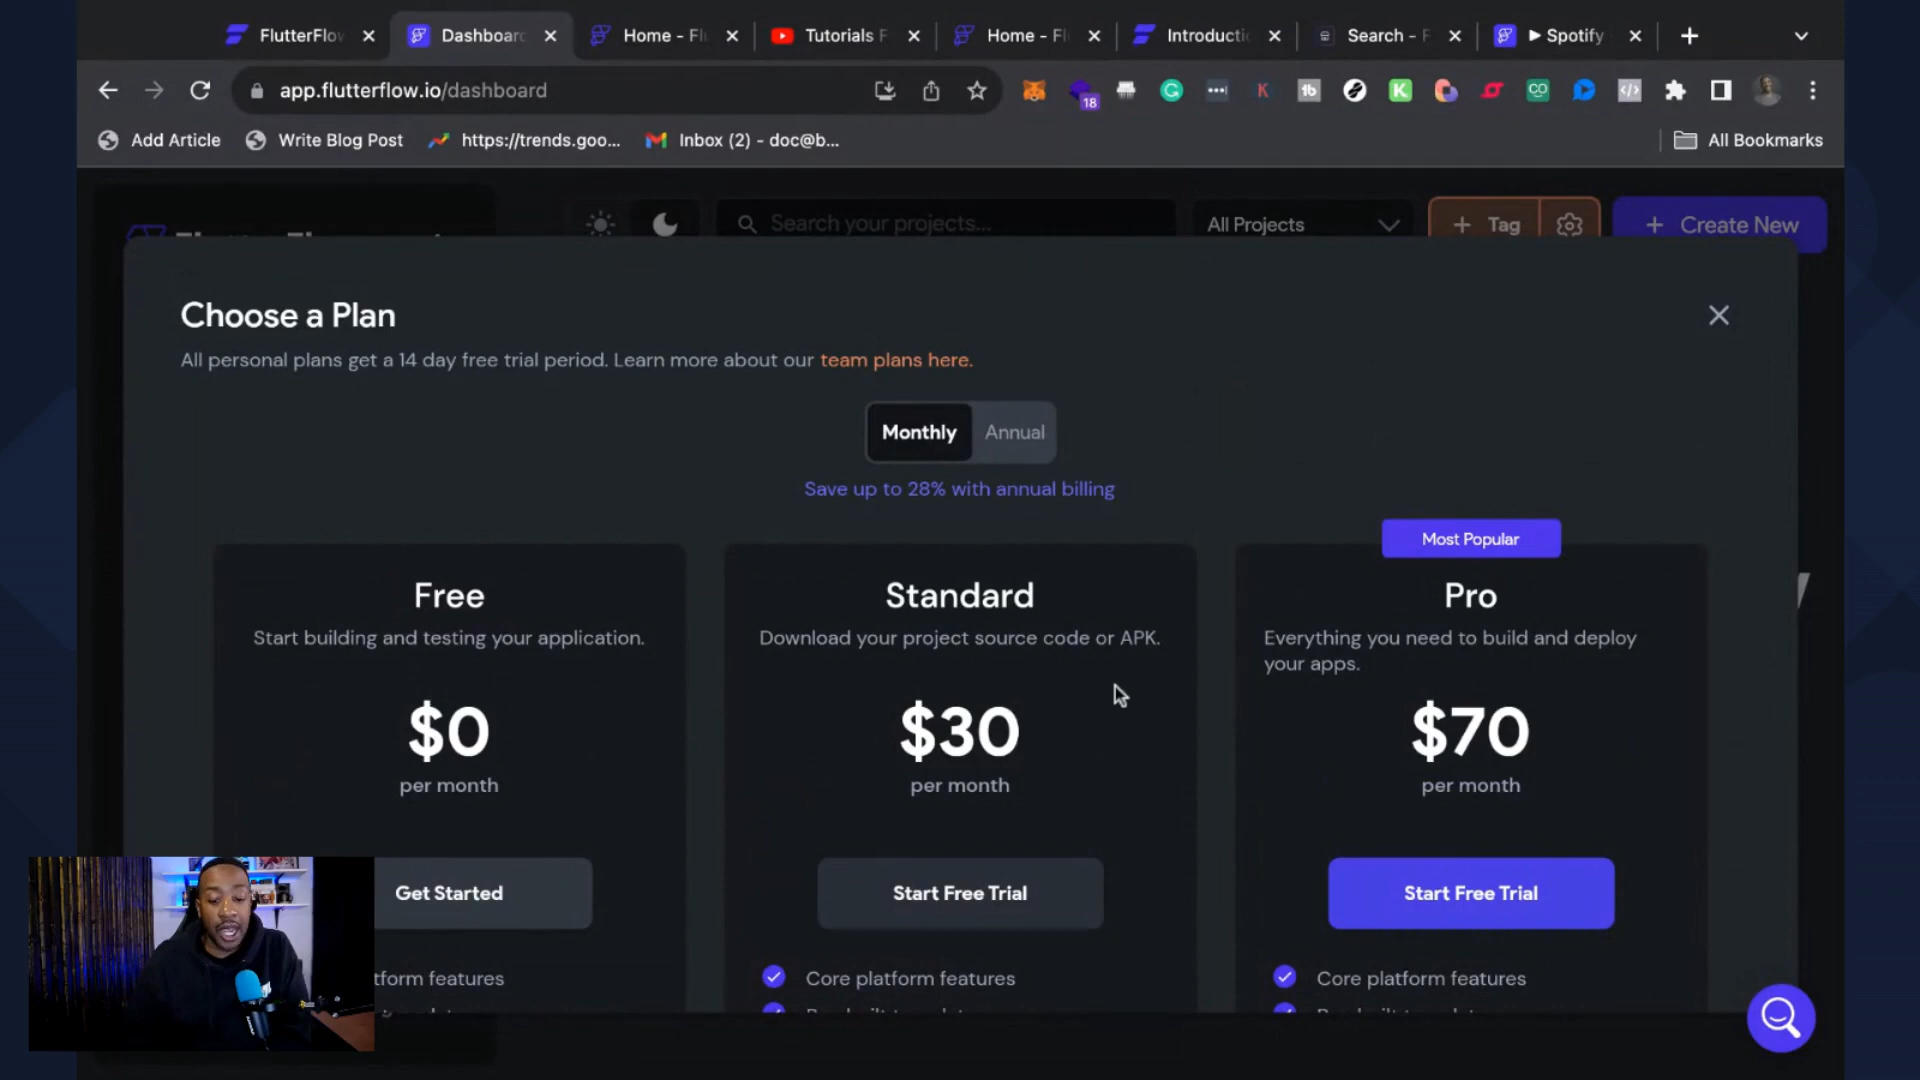 FlutterFlow
Dashboard
Home - Fl
Tutorials F
Home - Fl
Introducti
Search - F
Spotify
app.flutterflow.io/dashboard
18
Add Article
Write Blog Post
https://trends.goo...
Inbox (2) - doc@b...
All Bookmarks
Search your projects...
All Projects
+ Tag
+ Create New
Choose a Plan
All personal plans get a 14 day free trial period. Learn more about our team plans here.
Monthly
Annual
Save up to 28% with annual billing
Free
Start building and testing your application.
$0
per month
Get Started
tform features
Standard
Download your project source code or APK.
$30
per month
Start Free Trial
Core platform features
Most Popular
Pro
Everything you need to build and deploy
your apps.
$70
per month
Start Free Trial
Core platform features